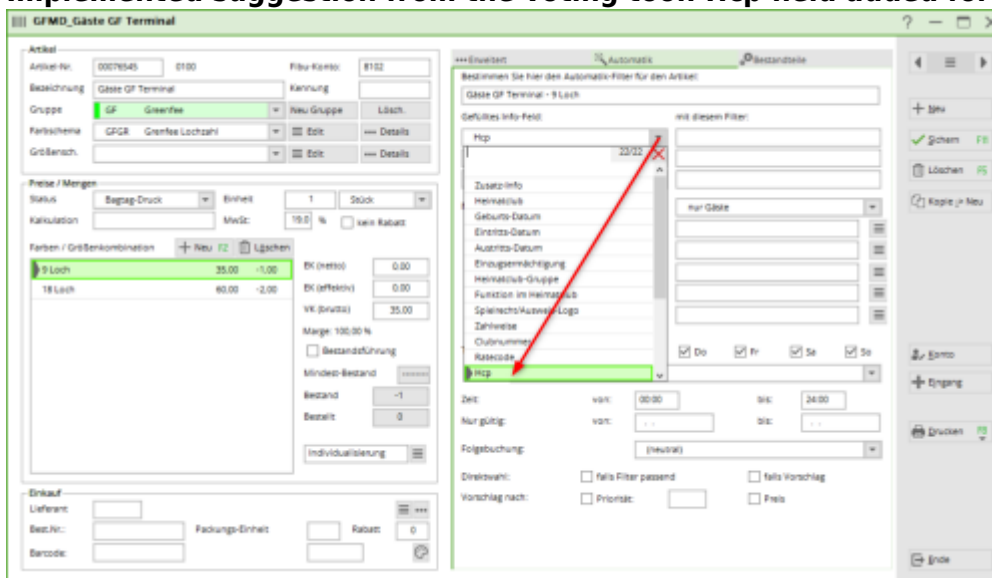 Implemented suggestion from the voting tool: Hcp field added for
GFMD_Gäste GF Terminal
Artikel
Artikel-Nr. 00076545 0100 Fibu-Konto: 8102
Bezeichnung Gäste GF Terminal Kennung
Gruppe GF Greenfee Neu Gruppe Lösch.
Farbschema GFGR Grenfee Lochzahl Edit Details
Größensch. Edit Details
Preise / Mengen
Status Bagtag-Druck Einheit 1 Stück
Kalkulation MwSt: 19.0 % kein Rabatt
Farben / Größenkombination Neu F2 Löschen
9 Loch 35,00 -1,00
18 Loch 60,00 -2,00
EK (netto) 0.00
EK (effektiv) 0.00
VK (brutto) 35.00
Marge: 100,00 %
Bestandsführung
Mindest-Bestand
Bestand -1
Bestellt 0
Individualisierung
Einkauf
Lieferant
Best.Nr.: Packungs-Einheit Rabatt 0
Barcode:
Erweitert Automatik Bestandteile
Bestimmen Sie hier den Automatik-Filter für den Artikel:
Gäste GF Terminal - 9 Loch
Gefülltes Info-Feld: mit diesem Filter:
Hcp
22/22
Zusatz-Info
Heimatclub
Geburts-Datum
Eintritts-Datum
Austritts-Datum
Einzugsermächtigung
Heimatclub-Gruppe
Funktion im Heimatclub
Spielrecht/Ausweis-Logo
Zahlweise
Clubnummer
Ratecode
Hcp
nur Gäste
Do Fr Sa So
Zeit: von: 00:00 bis: 24:00
Nur gültig: von: . . bis: . .
Folgebuchung: (neutral)
Direktwahl: falls Filter passend falls Vorschlag
Vorschlag nach: Priorität: Preis
Neu
Sichern F11
Löschen F5
Kopie > Neu
Konto
Eingang
Drucken F9
Ende